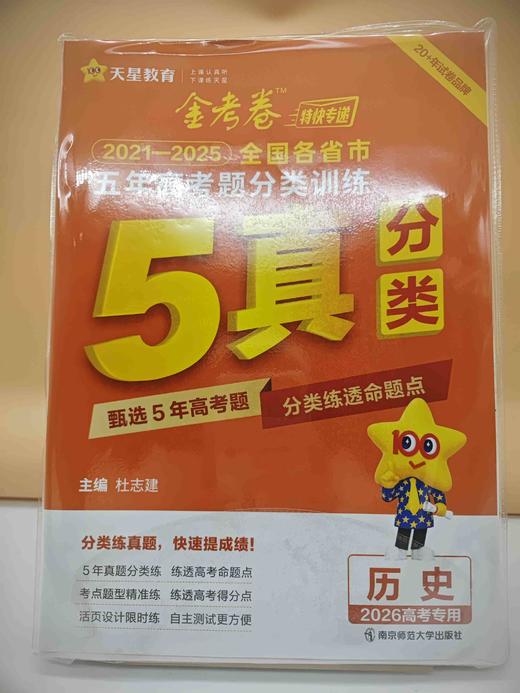 天星教育
上课认真听
下课练天星
20+年试卷品牌
金考卷™
特快专递
2021—2025 全国各省市
五年高考题分类训练
5真
分类
甄选5年高考题
分类练透命题点
主编 杜志建
100
分类练真题，快速提成绩！
5年真题分类练 练透高考命题点
考点题型精准练 练透高考得分点
活页设计限时练 自主测试更方便
历史
2026高考专用
南京师范大学出版社